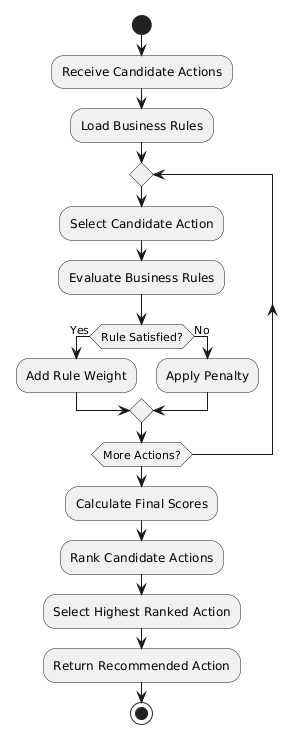 Receive Candidate Actions
Load Business Rules
Select Candidate Action
Evaluate Business Rules
Rule Satisfied?
Yes
No
Add Rule Weight
Apply Penalty
More Actions?
Calculate Final Scores
Rank Candidate Actions
Select Highest Ranked Action
Return Recommended Action